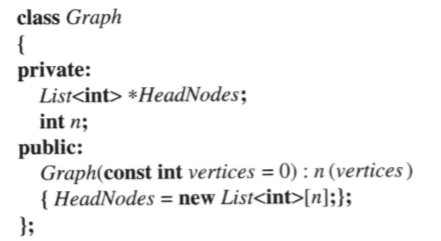 class Graph
{
private:
List<int> *HeadNodes;
int n;
public:
Graph(const int vertices = 0) : n (vertices)
{ HeadNodes = new List<int>[n];};
};